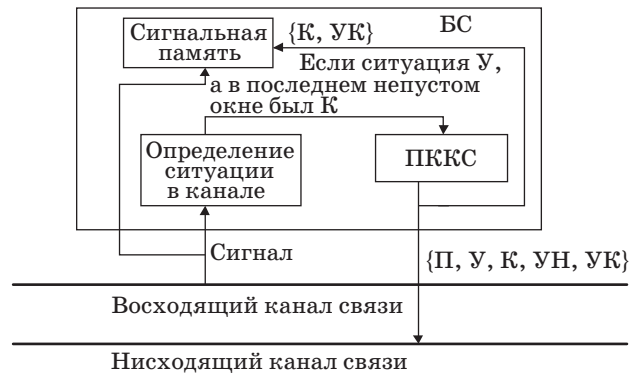 БС
Сигнальная
память
{К, УК}
Если ситуация У,
а в последнем непустом
окне был К
Определение
ситуации
в канале
ПККС
Сигнал
{П, У, К, УН, УК}
Восходящий канал связи
Нисходящий канал связи